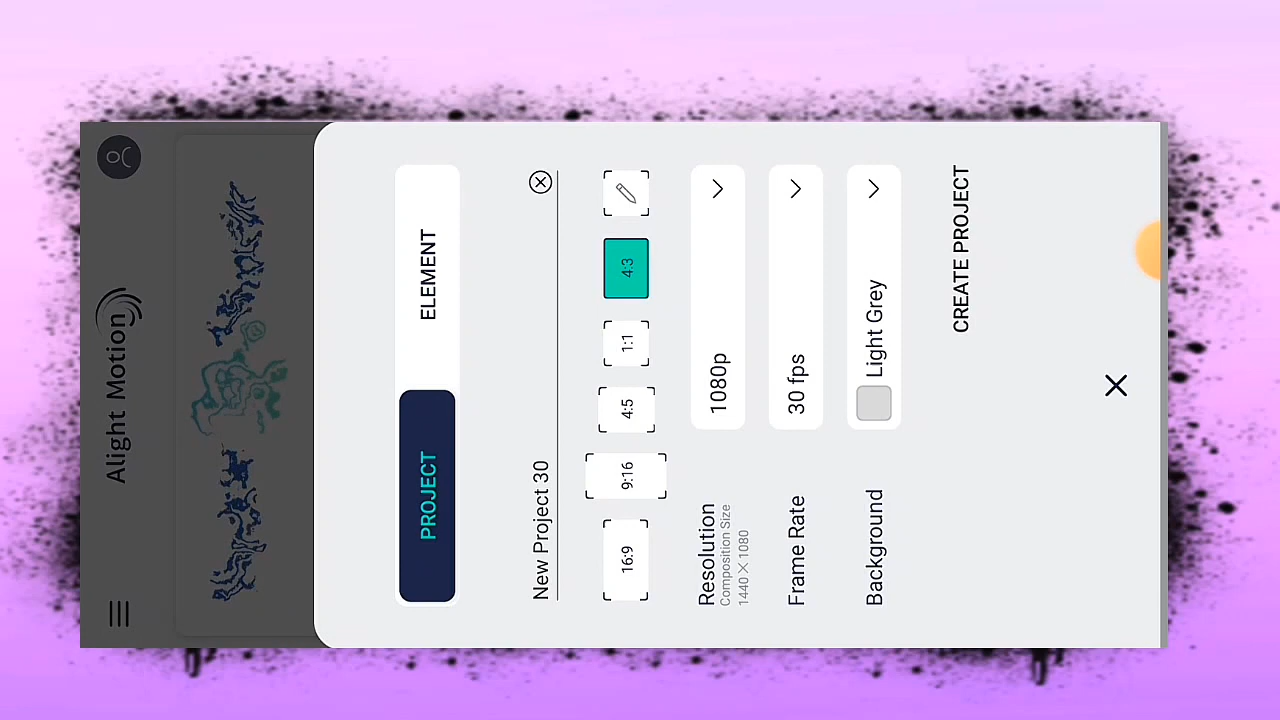 Alight Motion
PROJECT ELEMENT
New Project 30
16:9 9:16 4:5 1:1 4:3
Resolution 1080p
Composition Size
1440 × 1080
Frame Rate 30 fps
Background Light Grey
CREATE PROJECT